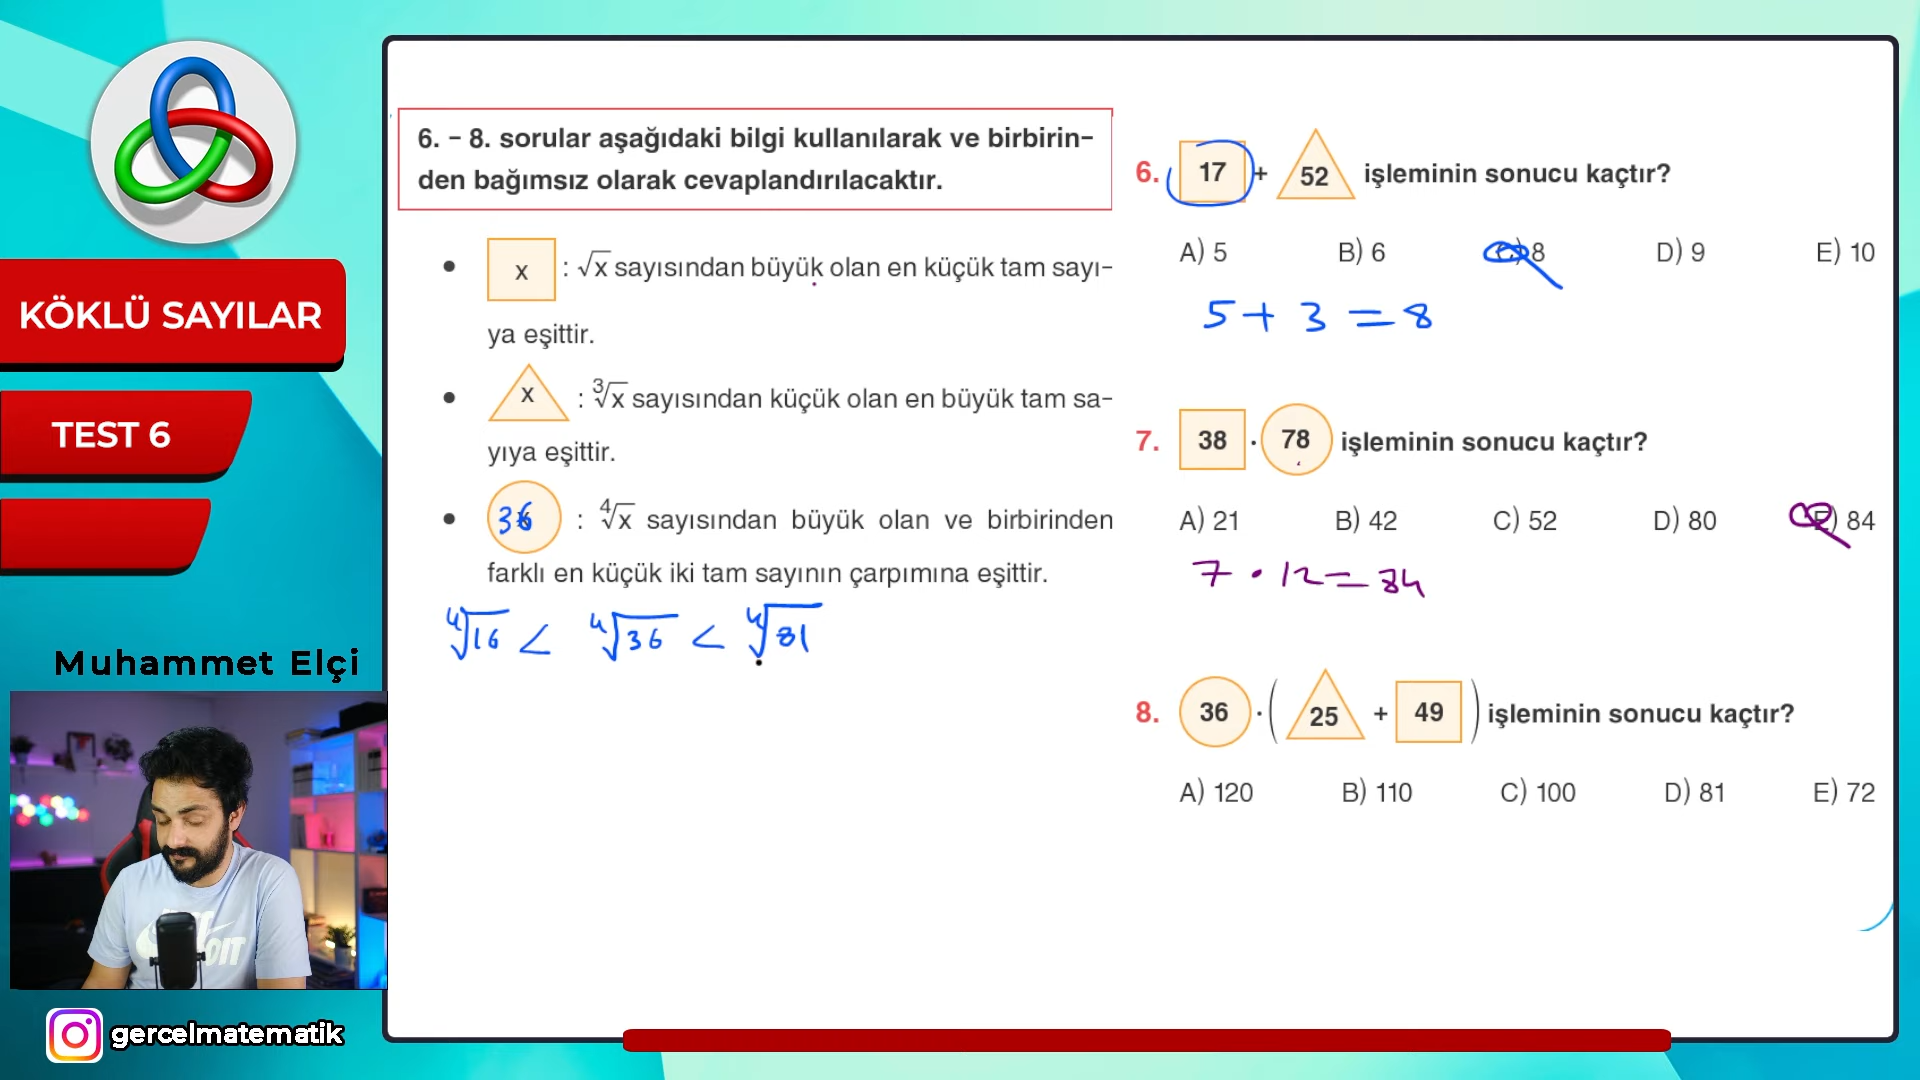 KÖKLÜ SAYILAR
TEST 6
Muhammet Elçi
gercelmatematik
6. – 8. sorular aşağıdaki bilgi kullanılarak ve birbirin-
den bağımsız olarak cevaplandırılacaktır.
• x : √x sayısından büyük olan en küçük tam sayı-
ya eşittir.
• x : ∛x sayısından küçük olan en büyük tam sa-
yıya eşittir.
• 36 : ∜x sayısından büyük olan ve birbirinden
farklı en küçük iki tam sayının çarpımına eşittir.
∜16 < ∜36 < ∜81
6. 17 + 52 işleminin sonucu kaçtır?
A) 5 B) 6 C) 8 D) 9 E) 10
5 + 3 = 8
7. 38 · 78 işleminin sonucu kaçtır?
A) 21 B) 42 C) 52 D) 80 E) 84
7 · 12 = 84
8. 36 · ( 25 + 49 ) işleminin sonucu kaçtır?
A) 120 B) 110 C) 100 D) 81 E) 72